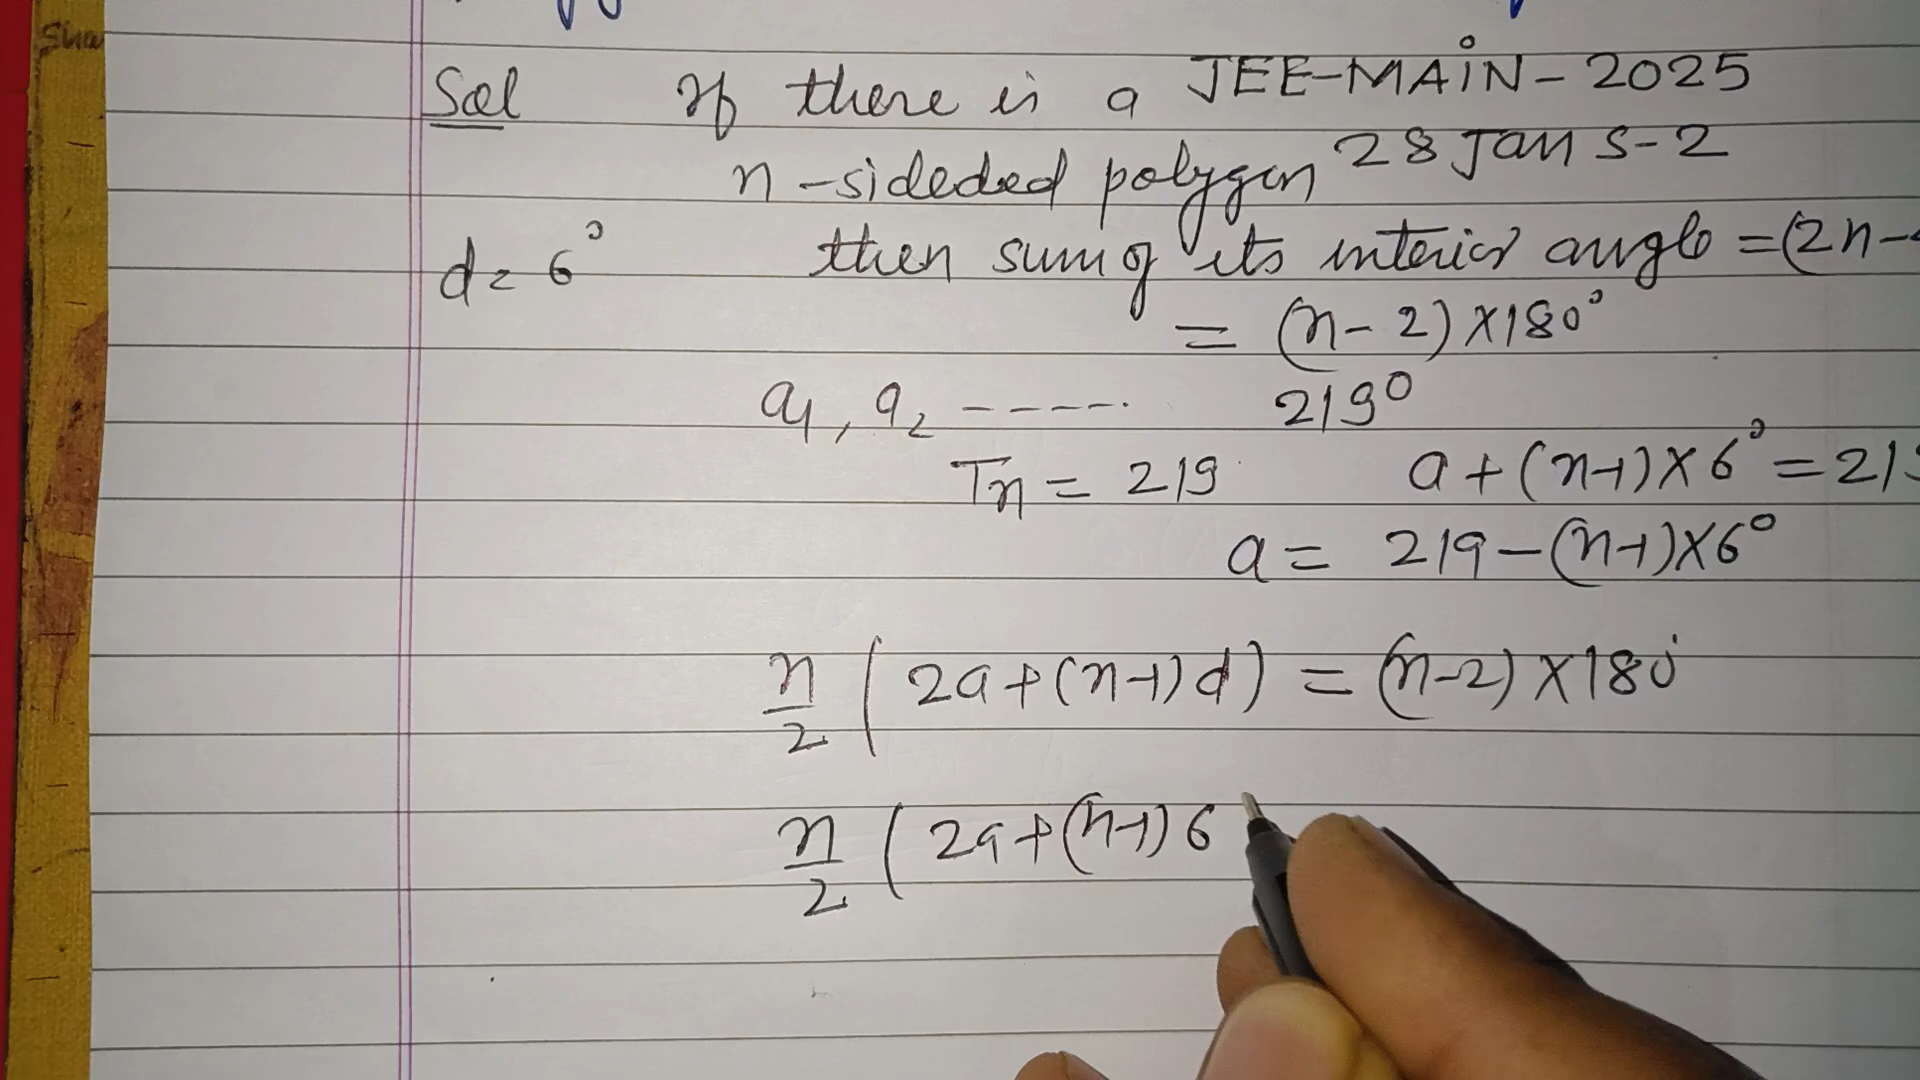 Sol If there is a JEE-MAiN-2025
n-sideded polygon 28 Jan S-2
d = 6° then sum of its interior angle = (2n-
= (n-2)×180°
a1, a2 ----- 219°
Tn = 219 a+(n-1)×6° = 219
a = 219-(n-1)×6°
n/2 (2a+(n-1)d) = (n-2)×180°
n/2 (2a+(n-1)6